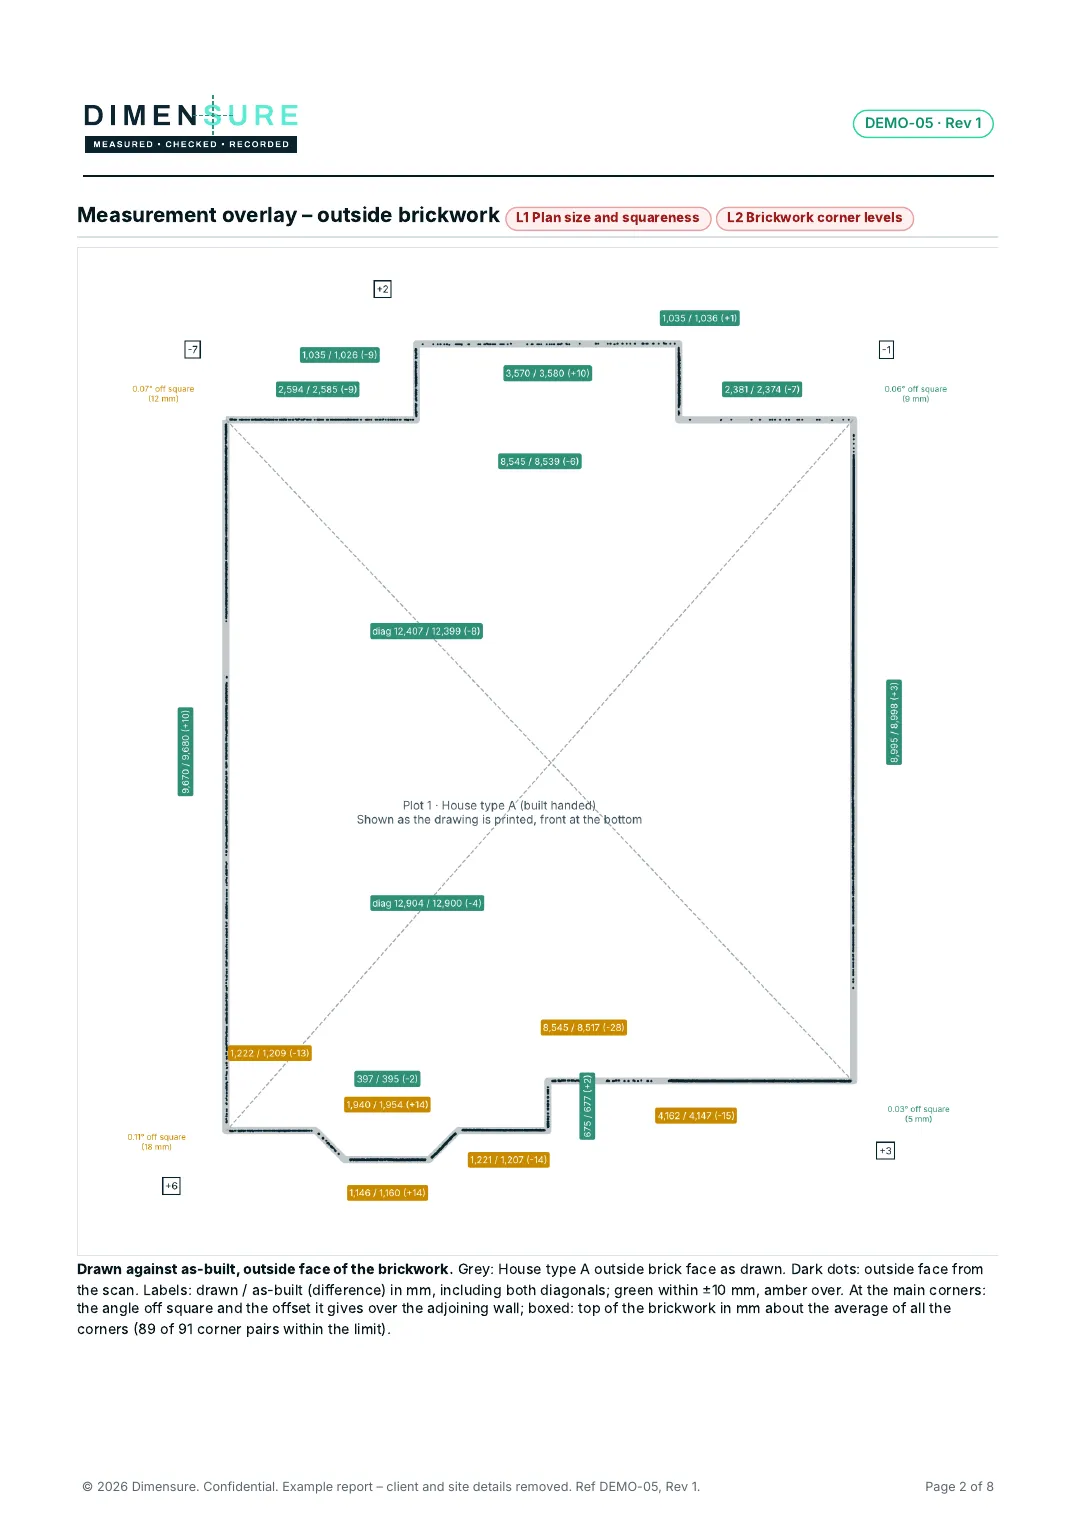 DIMENSURE
MEASURED • CHECKED • RECORDED
DEMO-05 · Rev 1
Measurement overlay – outside brickwork
L1 Plan size and squareness
L2 Brickwork corner levels
+2
1,035 / 1,036 (+1)
-7
1,035 / 1,026 (-9)
-1
3,570 / 3,580 (+10)
0.07° off square
(12 mm)
2,594 / 2,585 (-9)
2,381 / 2,374 (-7)
0.06° off square
(9 mm)
8,545 / 8,539 (-6)
diag 12,407 / 12,399 (-8)
9,670 / 9,680 (+10)
8,995 / 8,998 (+3)
Plot 1 · House type A (built handed)
Shown as the drawing is printed, front at the bottom
diag 12,904 / 12,900 (-4)
8,545 / 8,517 (-28)
1,222 / 1,209 (-13)
397 / 395 (-2)
1,940 / 1,954 (+14)
675 / 677 (+2)
4,162 / 4,147 (-15)
0.03° off square
(5 mm)
0.11° off square
(18 mm)
+3
1,221 / 1,207 (-14)
+6
1,146 / 1,160 (+14)
Drawn against as-built, outside face of the brickwork. Grey: House type A outside brick face as drawn. Dark dots: outside face from
the scan. Labels: drawn / as-built (difference) in mm, including both diagonals; green within ±10 mm, amber over. At the main corners:
the angle off square and the offset it gives over the adjoining wall; boxed: top of the brickwork in mm about the average of all the
corners (89 of 91 corner pairs within the limit).
© 2026 Dimensure. Confidential. Example report – client and site details removed. Ref DEMO-05, Rev 1.
Page 2 of 8